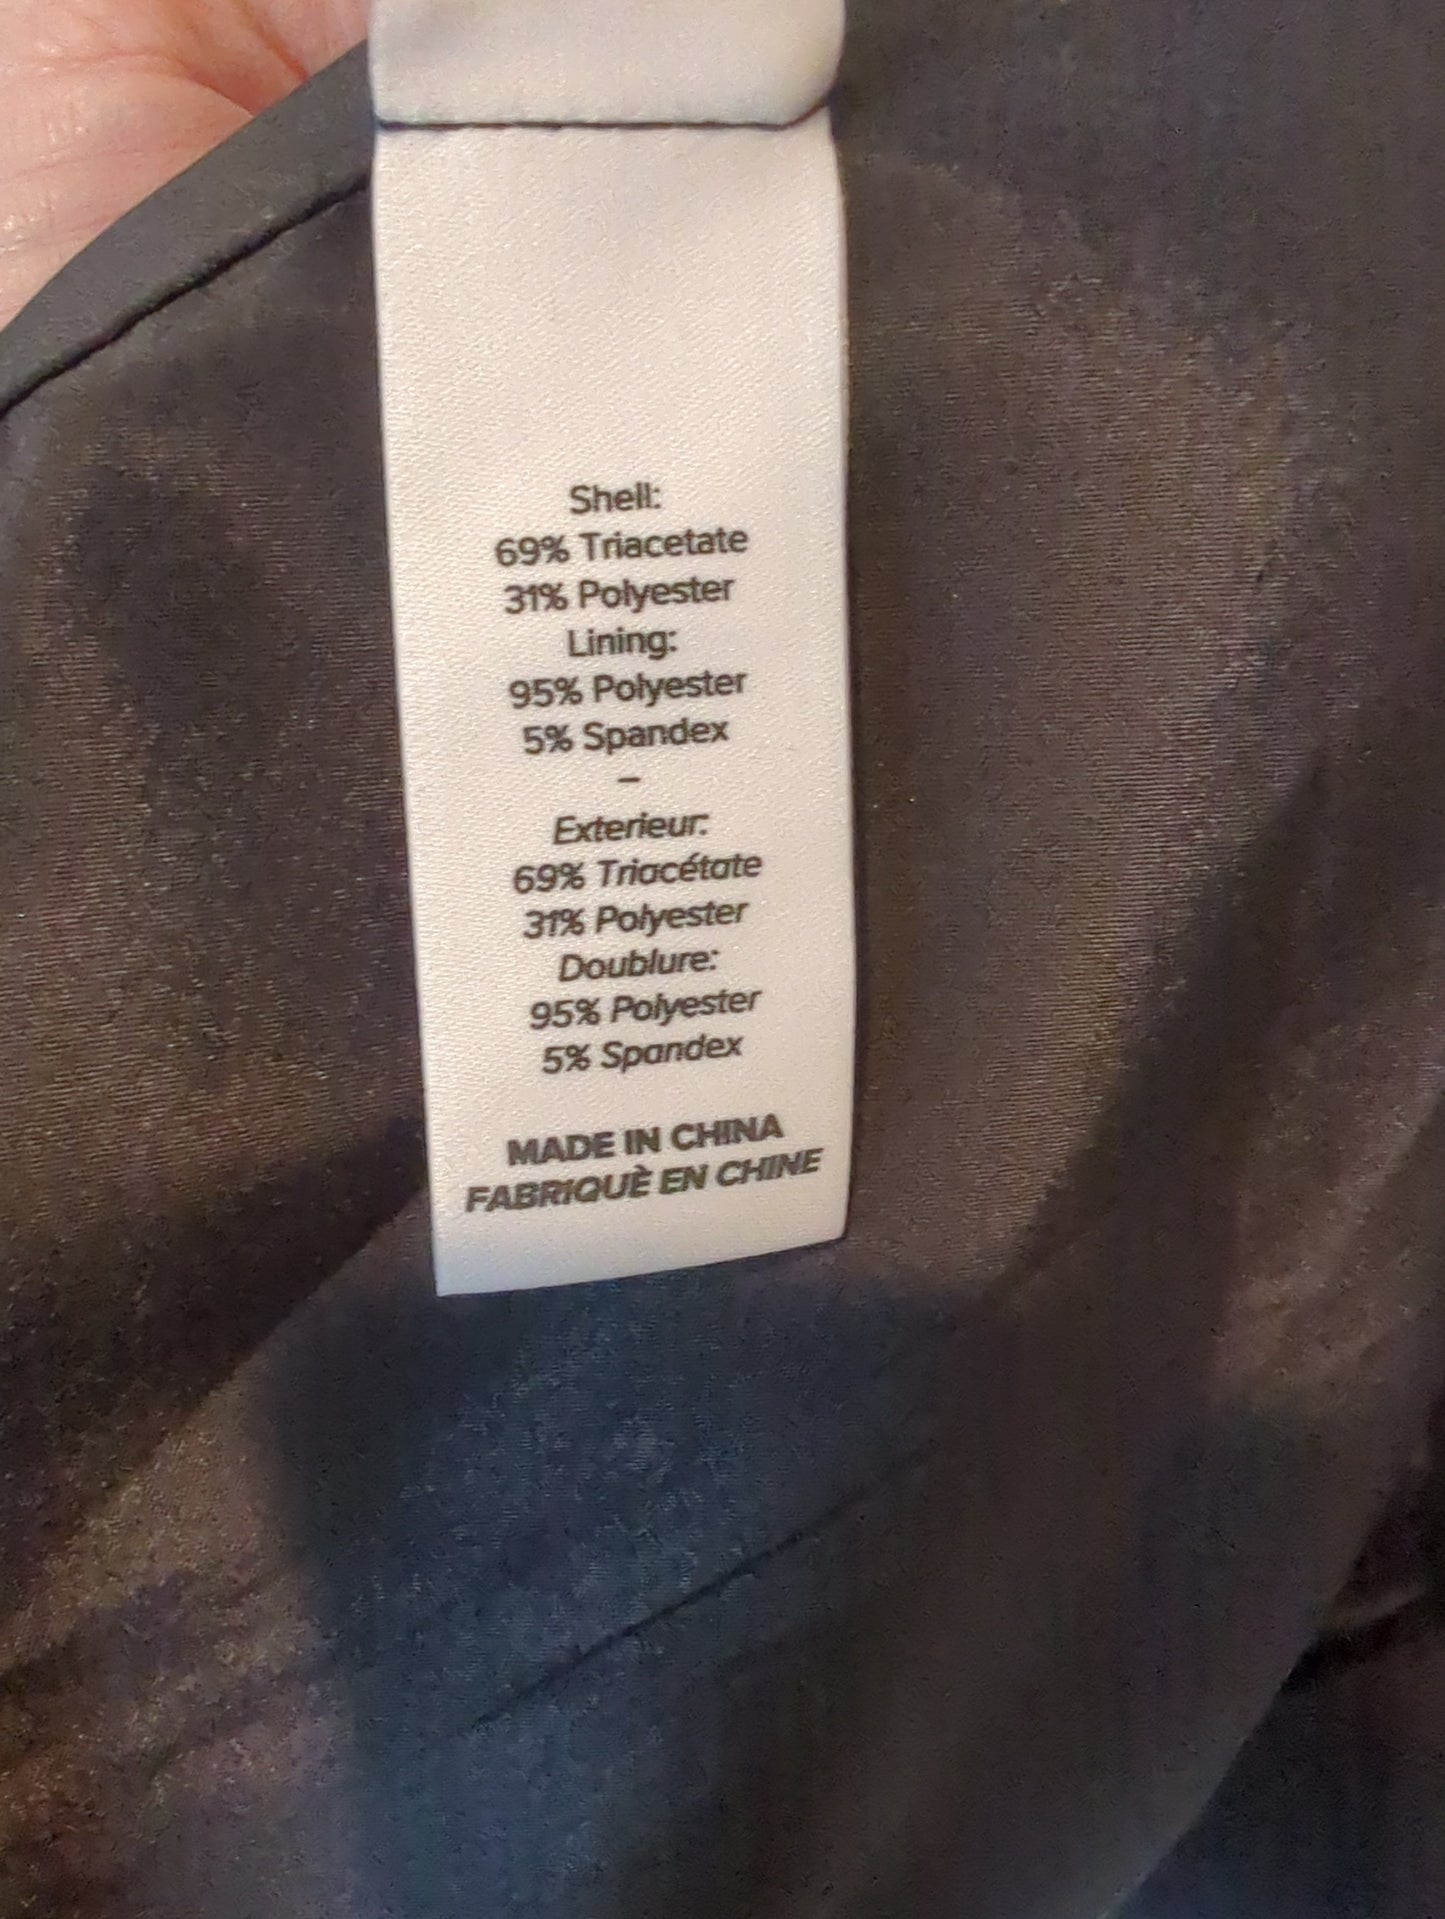 Shell:
69% Triacetate
31% Polyester
Lining:
95% Polyester
5% Spandex
–
Exterieur:
69% Triacétate
31% Polyester
Doublure:
95% Polyester
5% Spandex
MADE IN CHINA
FABRIQUÈ EN CHINE